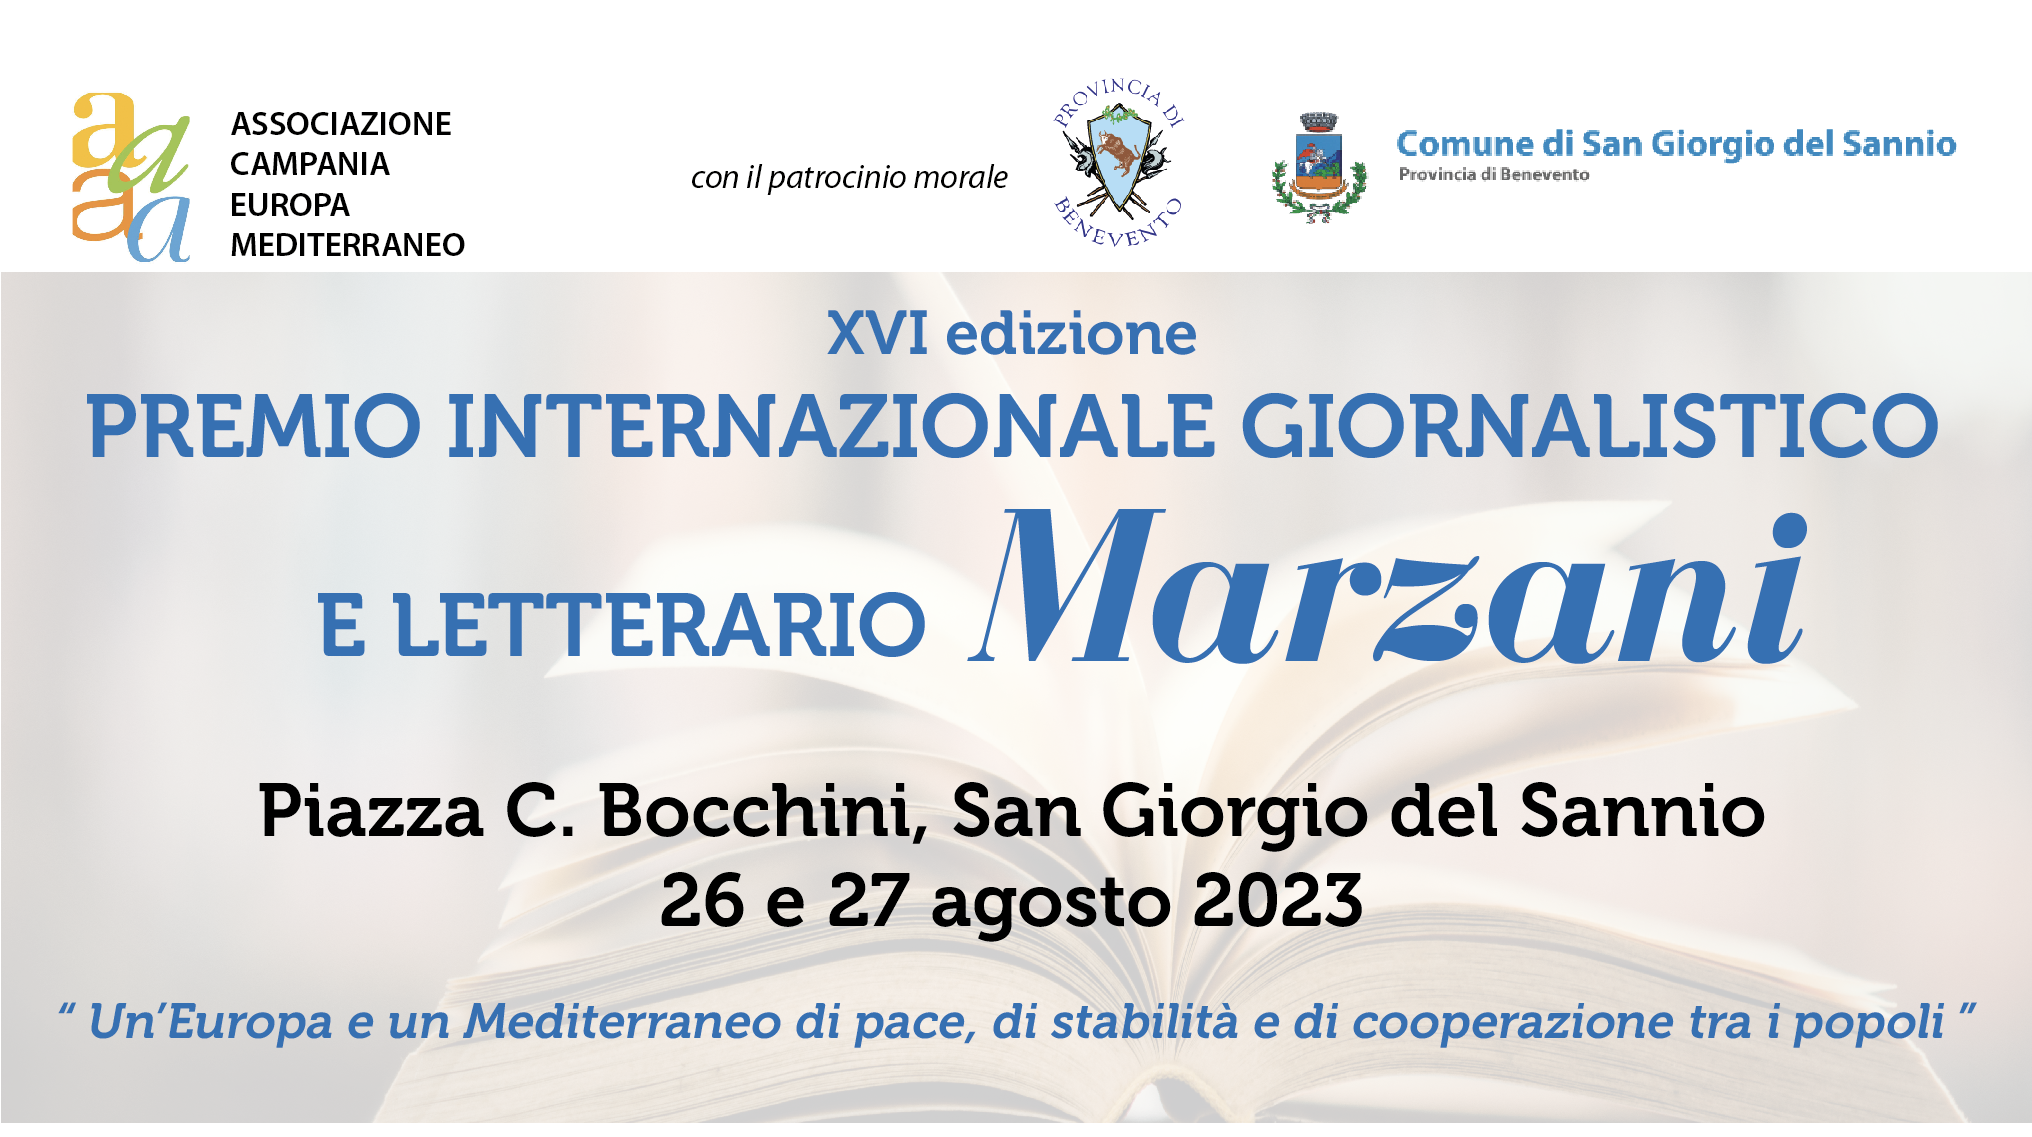 aaaa
ASSOCIAZIONE
CAMPANIA
EUROPA
MEDITERRANEO
con il patrocinio morale
PROVINCIA DI
BENEVENTO
Comune di San Giorgio del Sannio
Provincia di Benevento
XVI edizione
PREMIO INTERNAZIONALE GIORNALISTICO
E LETTERARIO Marzani
Piazza C. Bocchini, San Giorgio del Sannio
26 e 27 agosto 2023
“ Un’Europa e un Mediterraneo di pace, di stabilità e di cooperazione tra i popoli ”